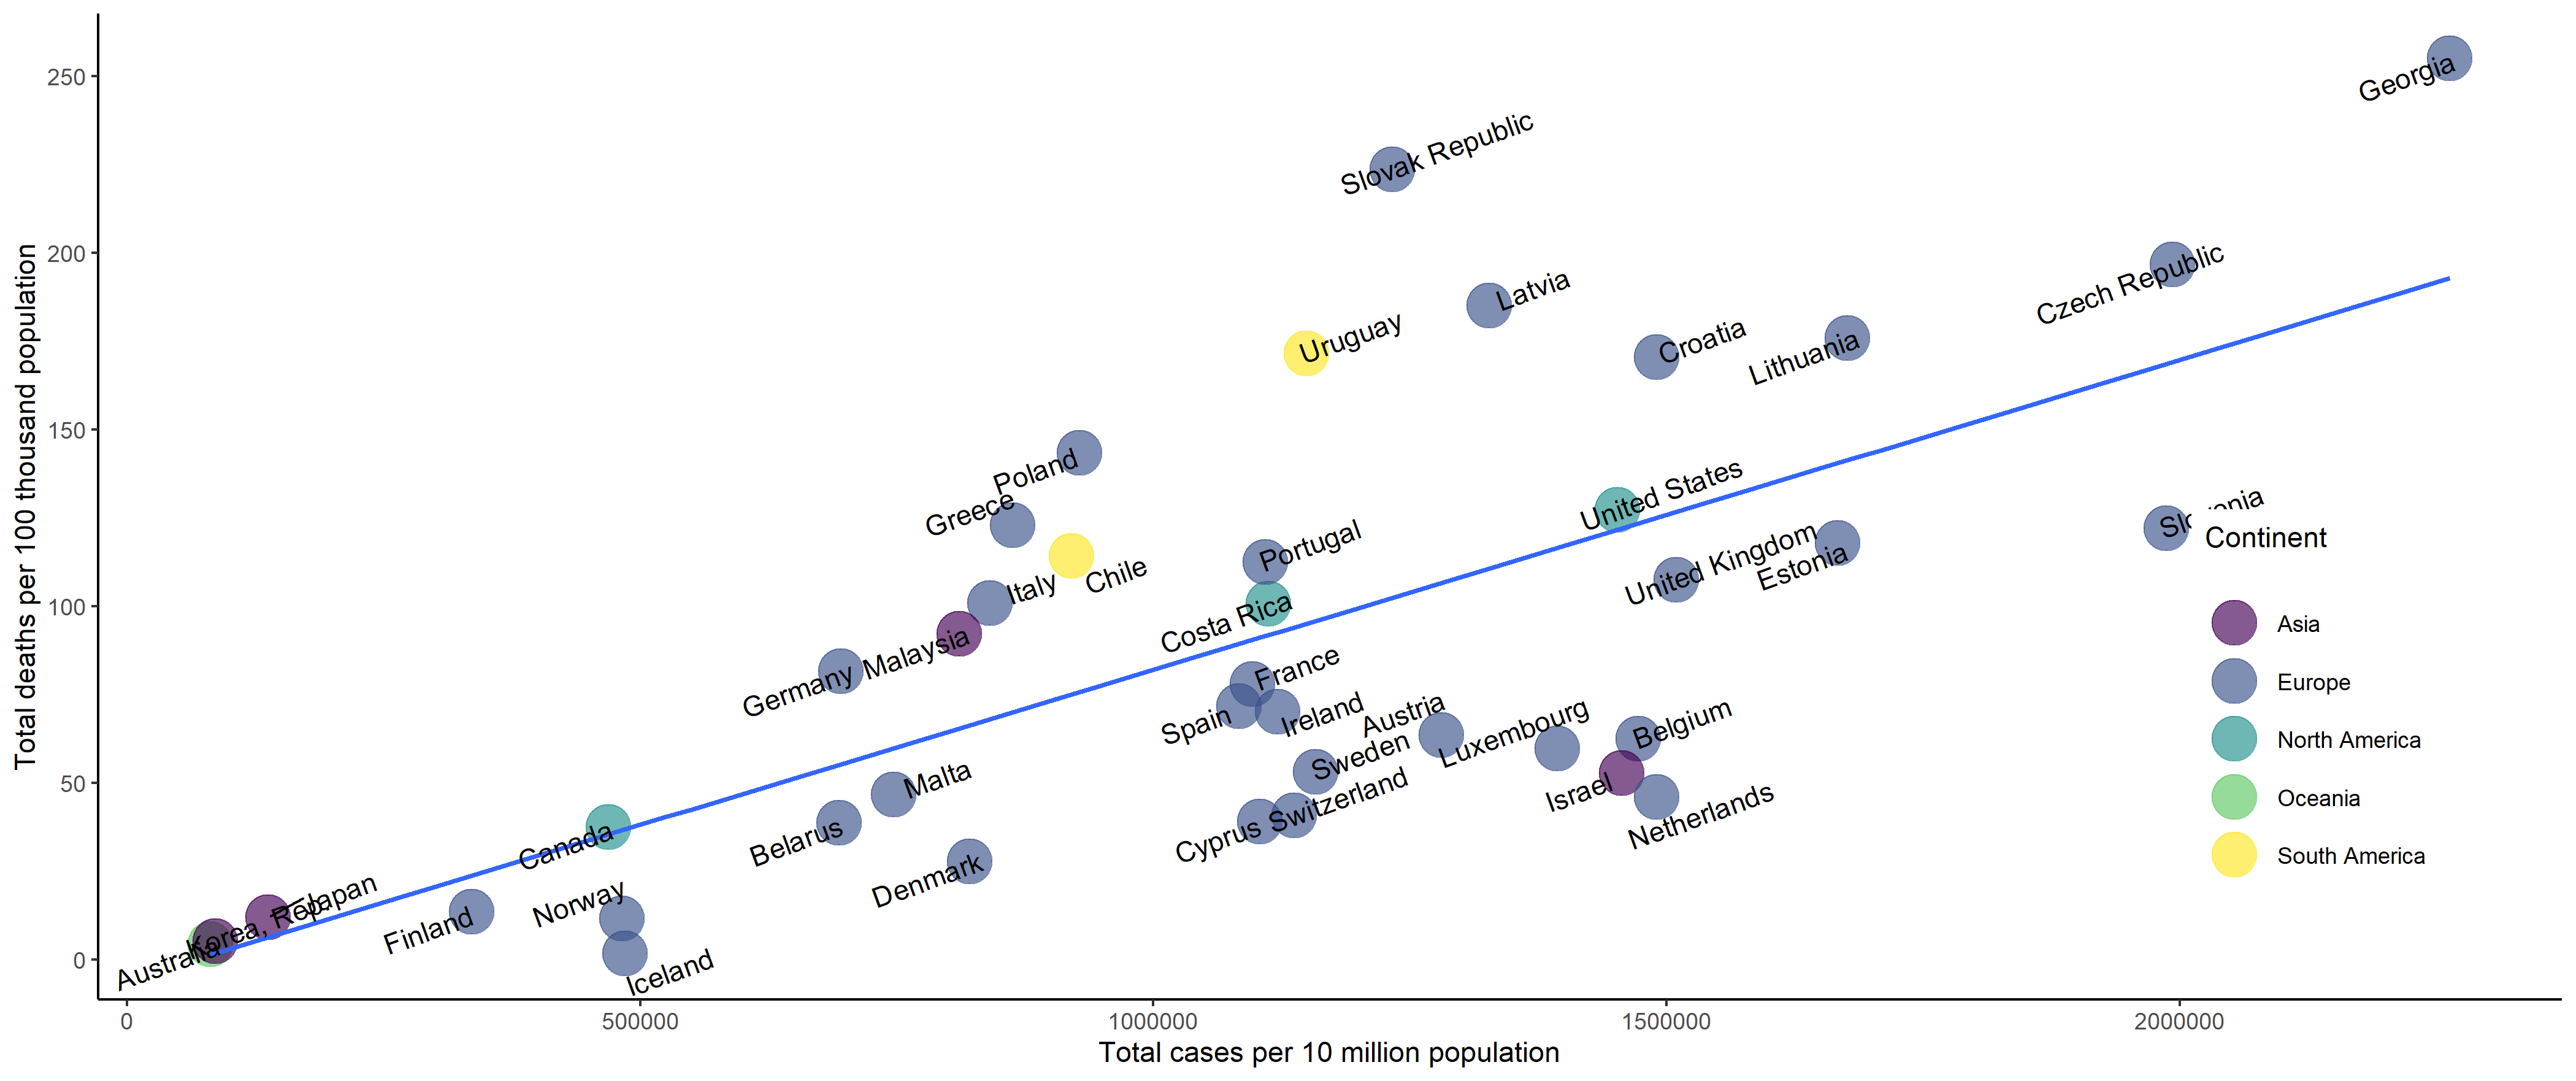 Total deaths per 100 thousand population
250
200
150
100
50
0
Georgia
Slovak Republic
Czech Republic
Latvia
Uruguay
Croatia
Lithuania
Poland
Greece
United States
Portugal
Chile
Italy
United Kingdom
Estonia
Costa Rica
Malaysia
Germany
France
Spain
Ireland
Austria
Luxembourg
Belgium
Sweden
Israel
Malta
Netherlands
Switzerland
Cyprus
Belarus
Canada
Denmark
Japan
Korea, Rep.
Norway
Finland
Australia
Iceland
Continent
Asia
Europe
North America
Oceania
South America
0
500000
1000000
1500000
2000000
Total cases per 10 million population